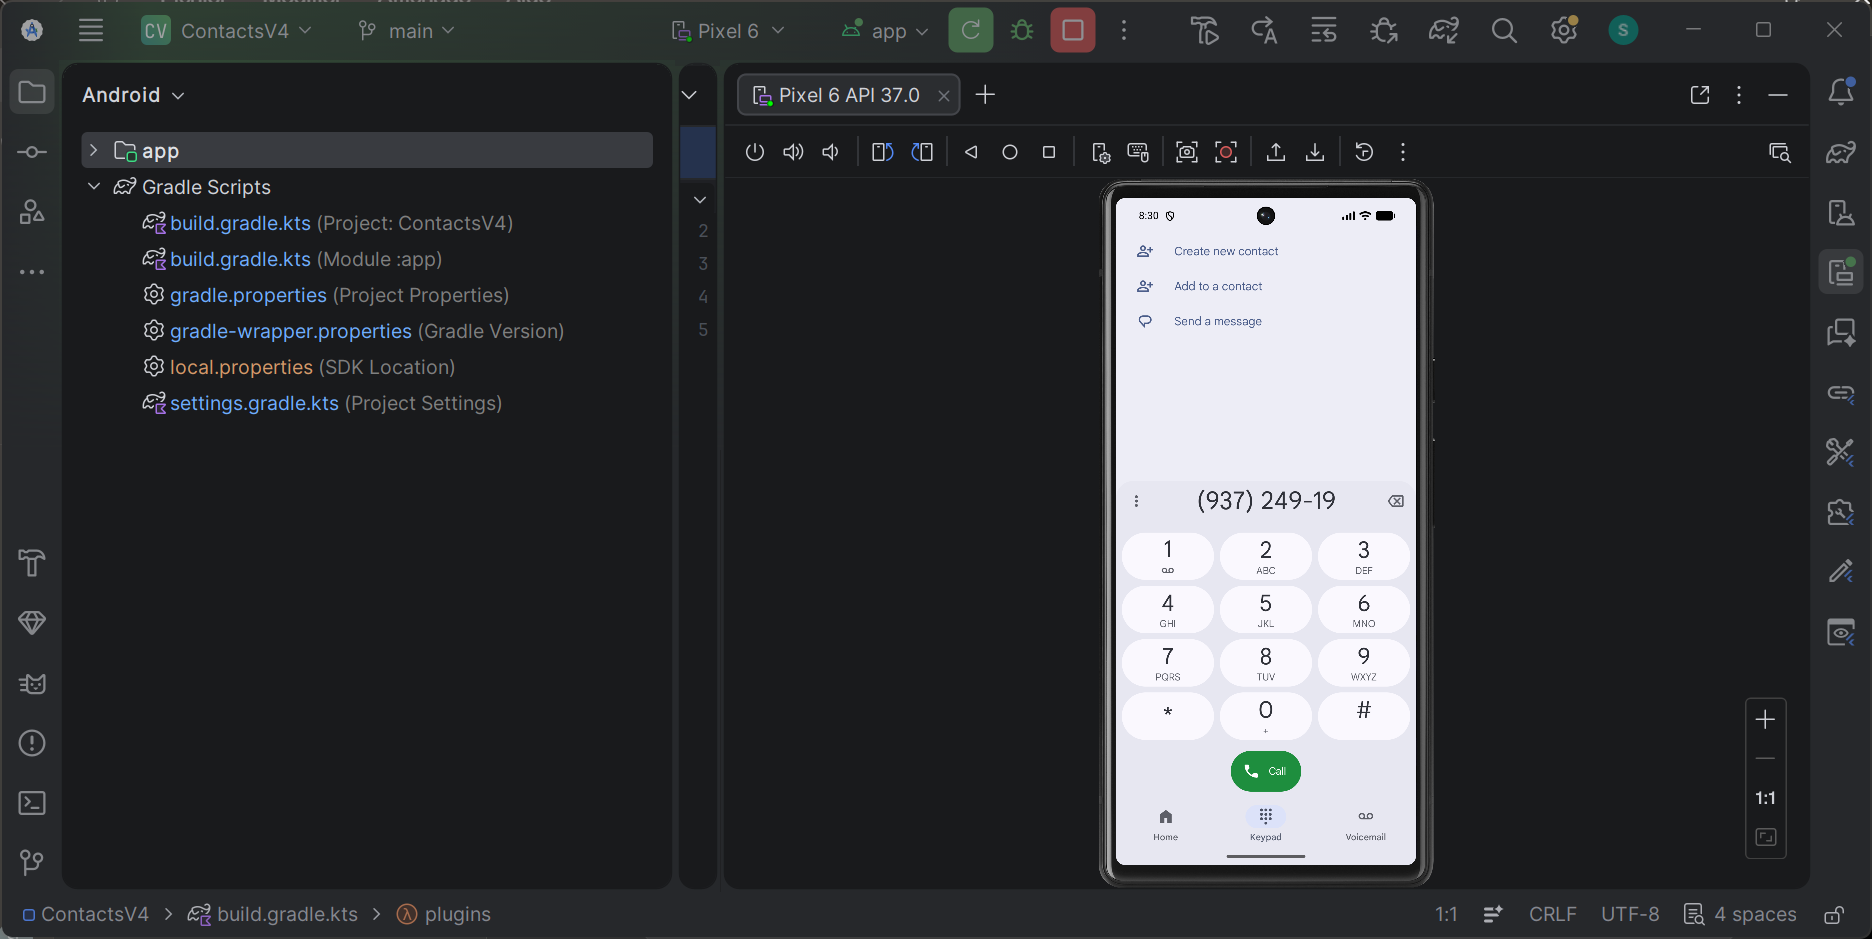 CV ContactsV4 main Pixel 6 app S
Android
app
Gradle Scripts
build.gradle.kts (Project: ContactsV4)
build.gradle.kts (Module :app)
gradle.properties (Project Properties)
gradle-wrapper.properties (Gradle Version)
local.properties (SDK Location)
settings.gradle.kts (Project Settings)
2
3
4
5
Pixel 6 API 37.0
8:30
Create new contact
Add to a contact
Send a message
(937) 249-19
1 2 3
ABC DEF
4 5 6
GHI JKL MNO
7 8 9
PQRS TUV WXYZ
* 0 #
+
Call
Home Keypad Voicemail
1:1
ContactsV4 > build.gradle.kts > plugins
1:1 CRLF UTF-8 4 spaces